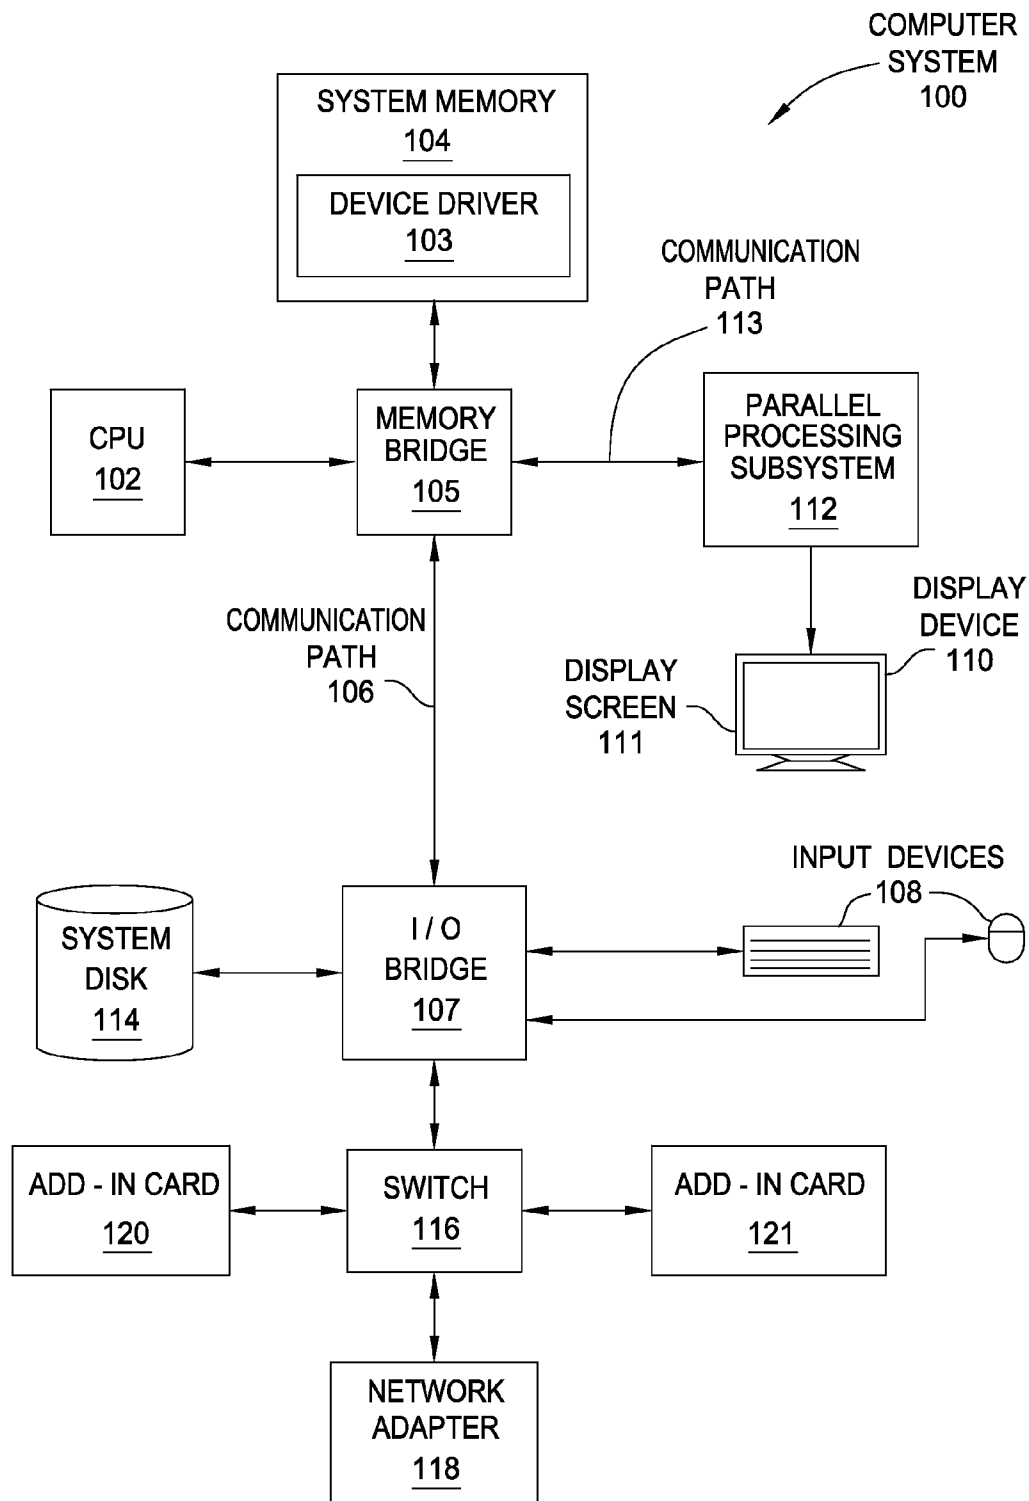 COMPUTER
SYSTEM
100
SYSTEM MEMORY
104
DEVICE DRIVER
103
COMMUNICATION
PATH
113
CPU
102
MEMORY
BRIDGE
105
PARALLEL
PROCESSING
SUBSYSTEM
112
COMMUNICATION
PATH
106
DISPLAY
DEVICE
110
DISPLAY
SCREEN
111
INPUT DEVICES
108
SYSTEM
DISK
114
I / O
BRIDGE
107
ADD - IN CARD
120
SWITCH
116
ADD - IN CARD
121
NETWORK
ADAPTER
118